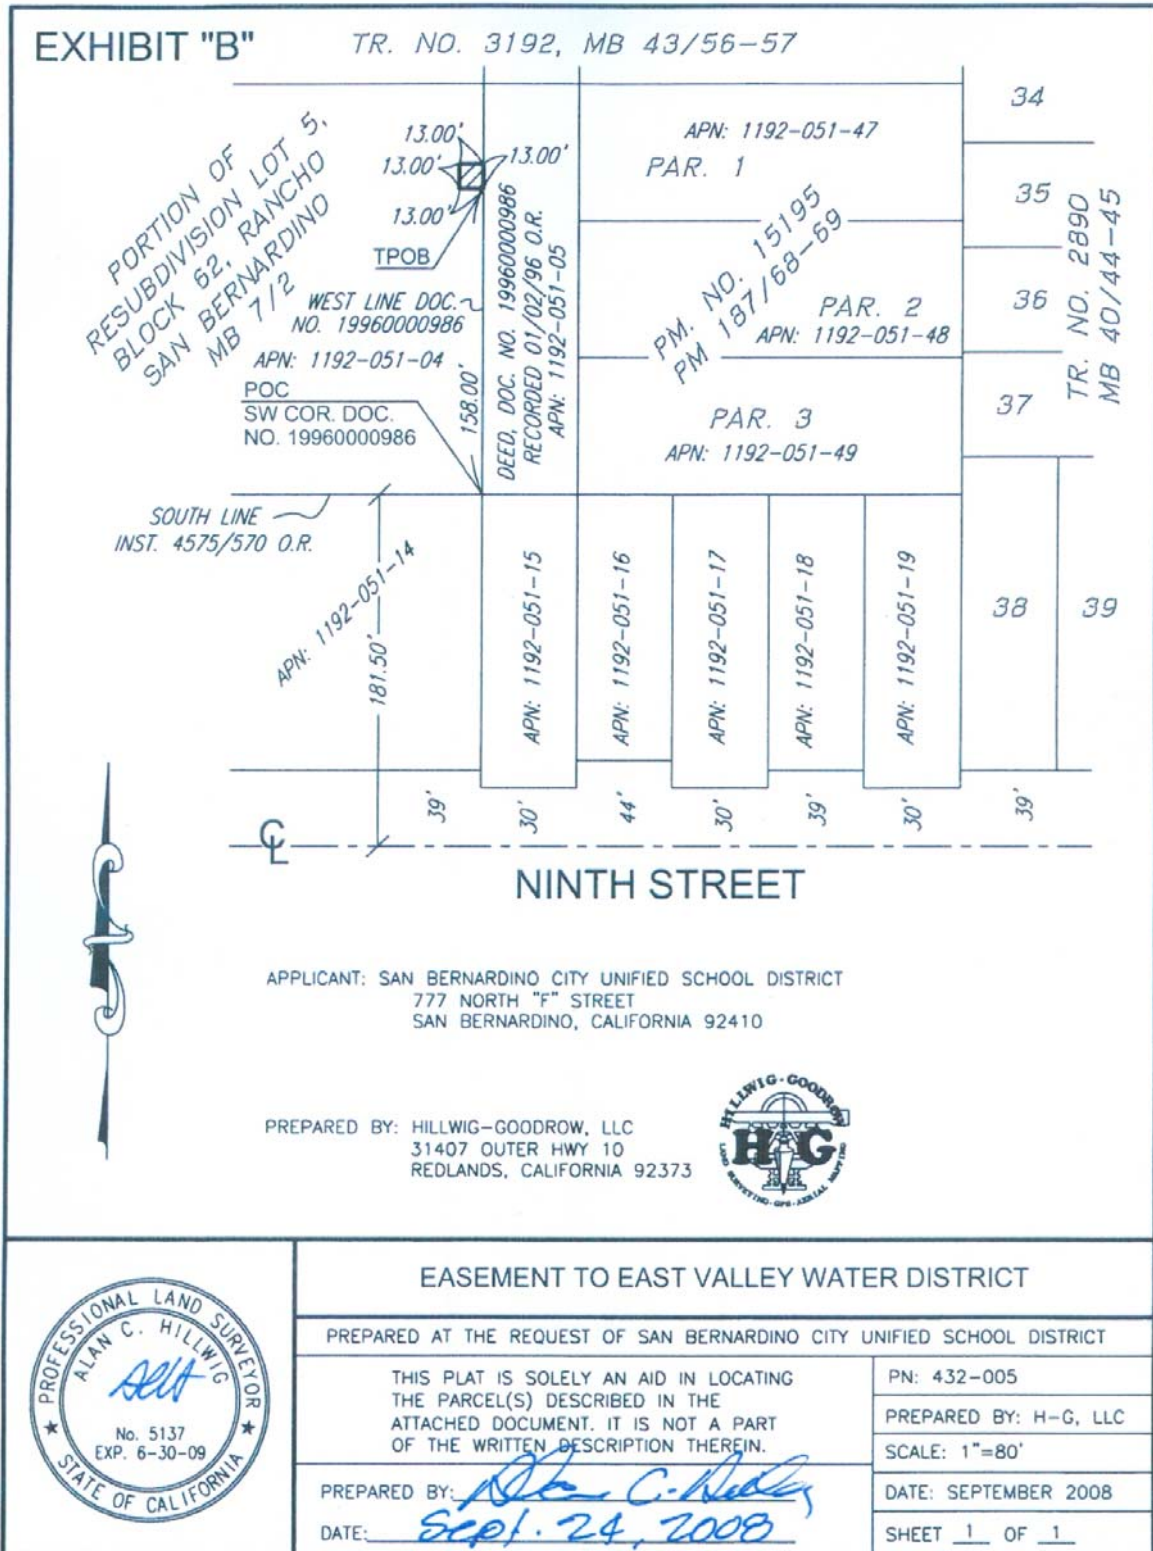 EXHIBIT "B"
TR. NO. 3192, MB 43/56-57
PORTION OF
RESUBDIVISION LOT 5,
BLOCK 62, RANCHO
SAN BERNARDINO
MB 7/2
13.00'
13.00'
13.00'
13.00'
TPOB
WEST LINE DOC.
NO. 19960000986
APN: 1192-051-04
POC
SW COR. DOC.
NO. 19960000986
158.00'
DEED, DOC. NO. 19960000986
RECORDED 01/02/96 O.R.
APN: 1192-051-05
APN: 1192-051-47
PAR. 1
PM. NO. 15195
PM 187/68-69
PAR. 2
APN: 1192-051-48
PAR. 3
APN: 1192-051-49
34
35
36
37
TR. NO. 2890
MB 40/44-45
SOUTH LINE
INST. 4575/570 O.R.
APN: 1192-051-14
181.50'
APN: 1192-051-15
APN: 1192-051-16
APN: 1192-051-17
APN: 1192-051-18
APN: 1192-051-19
38
39
39'
30'
44'
30'
39'
30'
39'
CL
NINTH STREET
APPLICANT: SAN BERNARDINO CITY UNIFIED SCHOOL DISTRICT
777 NORTH "F" STREET
SAN BERNARDINO, CALIFORNIA 92410
PREPARED BY: HILLWIG-GOODROW, LLC
31407 OUTER HWY 10
REDLANDS, CALIFORNIA 92373
HILLWIG-GOODROW
H G
LAND SURVEYING-GPS-AERIAL MAPPING
PROFESSIONAL LAND SURVEYOR
ALAN C. HILLWIG
No. 5137
EXP. 6-30-09
STATE OF CALIFORNIA
EASEMENT TO EAST VALLEY WATER DISTRICT
PREPARED AT THE REQUEST OF SAN BERNARDINO CITY UNIFIED SCHOOL DISTRICT
THIS PLAT IS SOLELY AN AID IN LOCATING
THE PARCEL(S) DESCRIBED IN THE
ATTACHED DOCUMENT. IT IS NOT A PART
OF THE WRITTEN DESCRIPTION THEREIN.
PREPARED BY:
DATE: Sept. 24, 2008
PN: 432-005
PREPARED BY: H-G, LLC
SCALE: 1"=80'
DATE: SEPTEMBER 2008
SHEET 1 OF 1